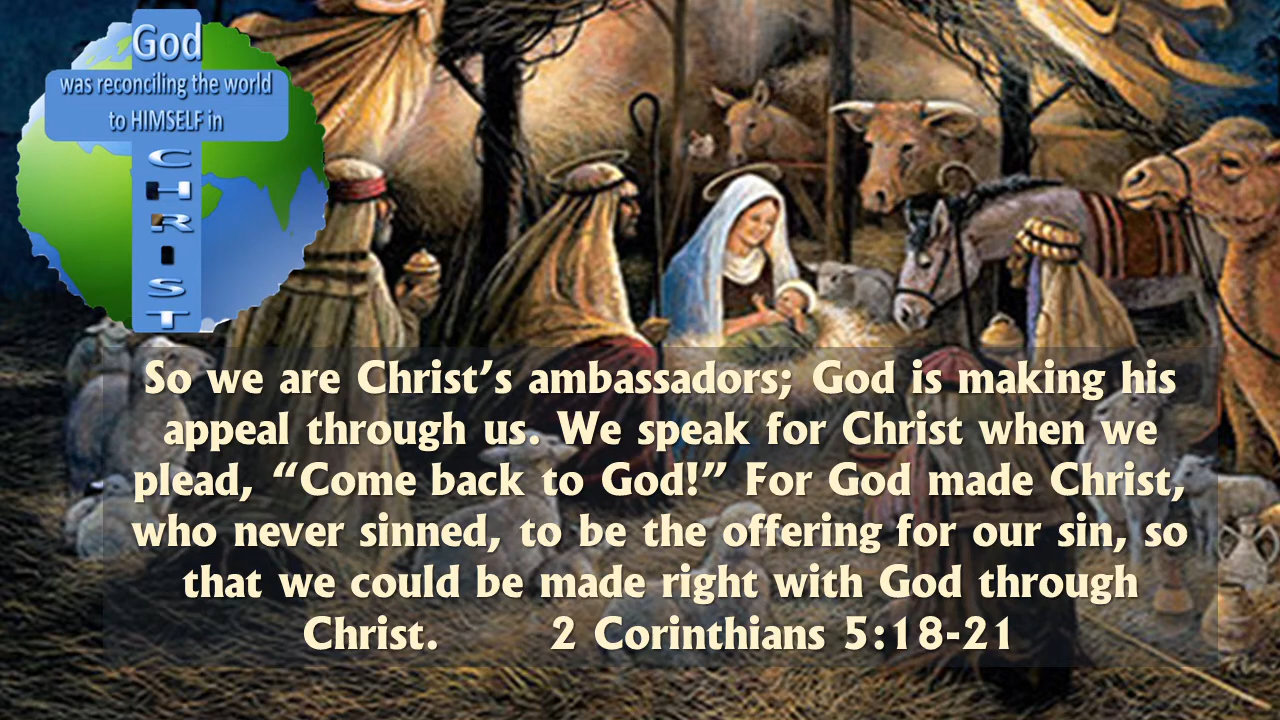 God
was reconciling the world
to HIMSELF in
CHRIST
So we are Christ’s ambassadors; God is making his
appeal through us. We speak for Christ when we
plead, “Come back to God!” For God made Christ,
who never sinned, to be the offering for our sin, so
that we could be made right with God through
Christ. 2 Corinthians 5:18-21